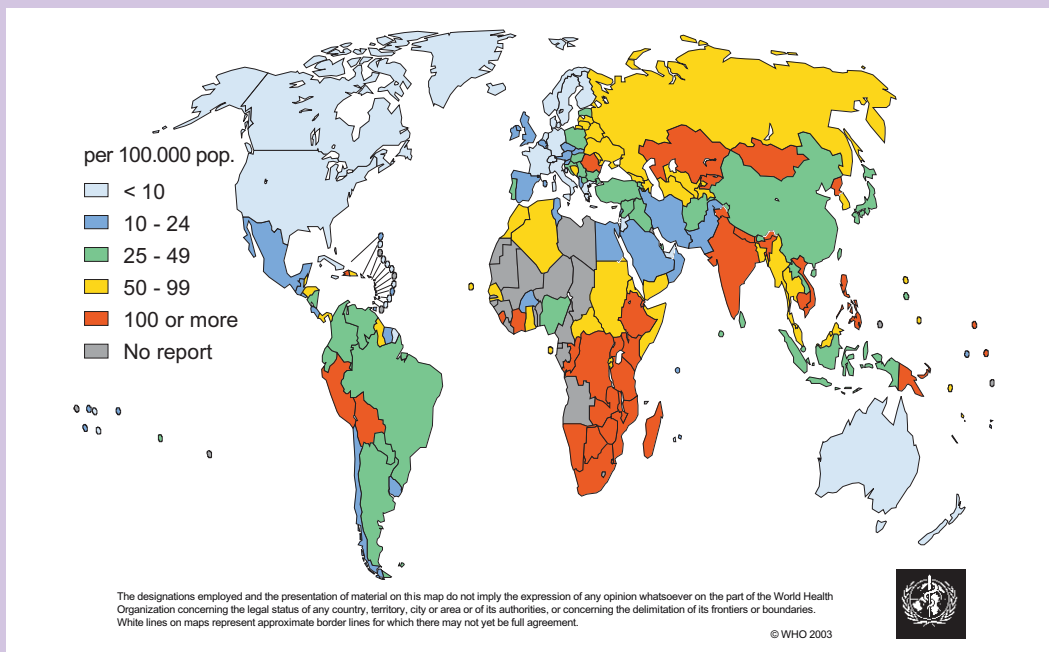 per 100.000 pop.
< 10
10 - 24
25 - 49
50 - 99
100 or more
No report
The designations employed and the presentation of material on this map do not imply the expression of any opinion whatsoever on the part of the World Health
Organization concerning the legal status of any country, territory, city or area or of its authorities, or concerning the delimitation of its frontiers or boundaries.
White lines on maps represent approximate border lines for which there may not yet be full agreement.
© WHO 2003